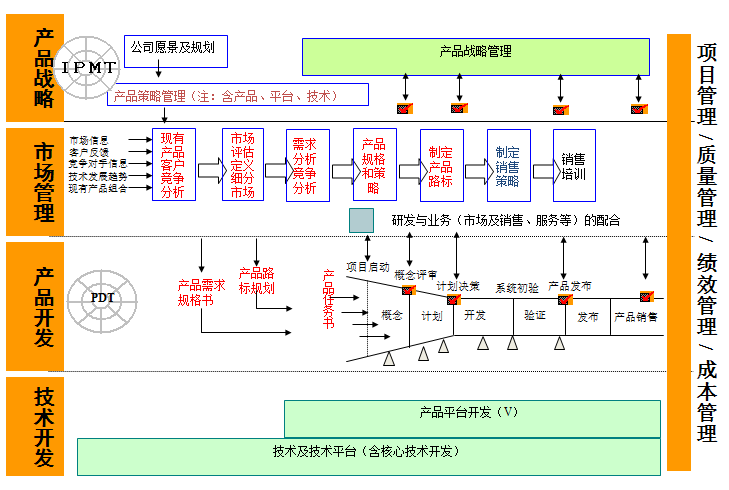 产品战略
IPMT
公司愿景及规划
产品战略管理
产品策略管理（注：含产品、平台、技术）
市场管理
市场信息
客户反馈
竞争对手信息
技术发展趋势
现有产品组合
现有
产品
客户
竞争
分析
市场
评估
定义
细分
市场
需求
分析
竞争
分析
产品
规格
和策
略
制定
产品
路标
制定
销售
策略
销售
培训
研发与业务（市场及销售、服务等）的配合
产品开发
PDT
产品需求
规格书
产品路
标规划
产品任务书
项目启动
概念评审
计划决策
系统初验
产品发布
概念
计划
开发
验证
发布
产品销售
技术开发
产品平台开发（V）
技术及技术平台（含核心技术开发）
项目管理/质量管理/绩效管理/成本管理